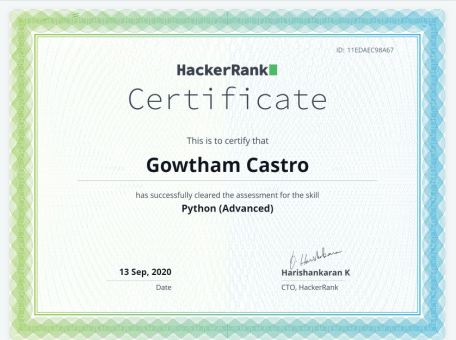 ID: 11EDAEC98A67
HackerRank
Certificate
This is to certify that
Gowtham Castro
has successfully cleared the assessment for the skill
Python (Advanced)
13 Sep, 2020
Date
Harishankaran K
CTO, HackerRank